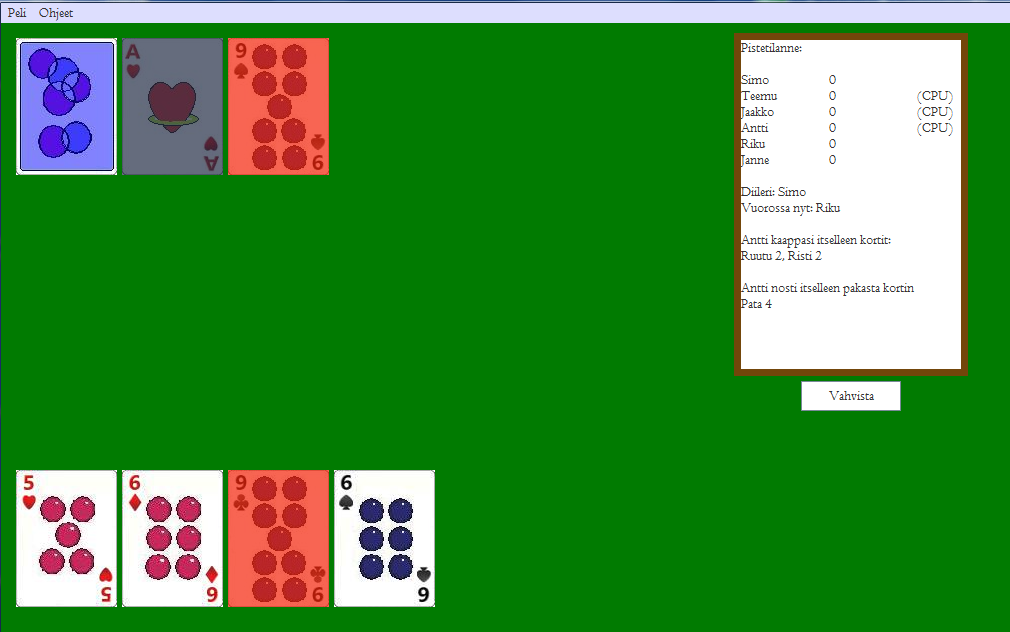 Peli Ohjeet
A
A
9
9
Pistetilanne:
Simo 0
Teemu 0 (CPU)
Jaakko 0 (CPU)
Antti 0 (CPU)
Riku 0
Janne 0
Diileri: Simo
Vuorossa nyt: Riku
Antti kaappasi itselleen kortit:
Ruutu 2, Risti 2
Antti nosti itselleen pakasta kortin
Pata 4
Vahvista
5
5
6
6
9
9
6
6